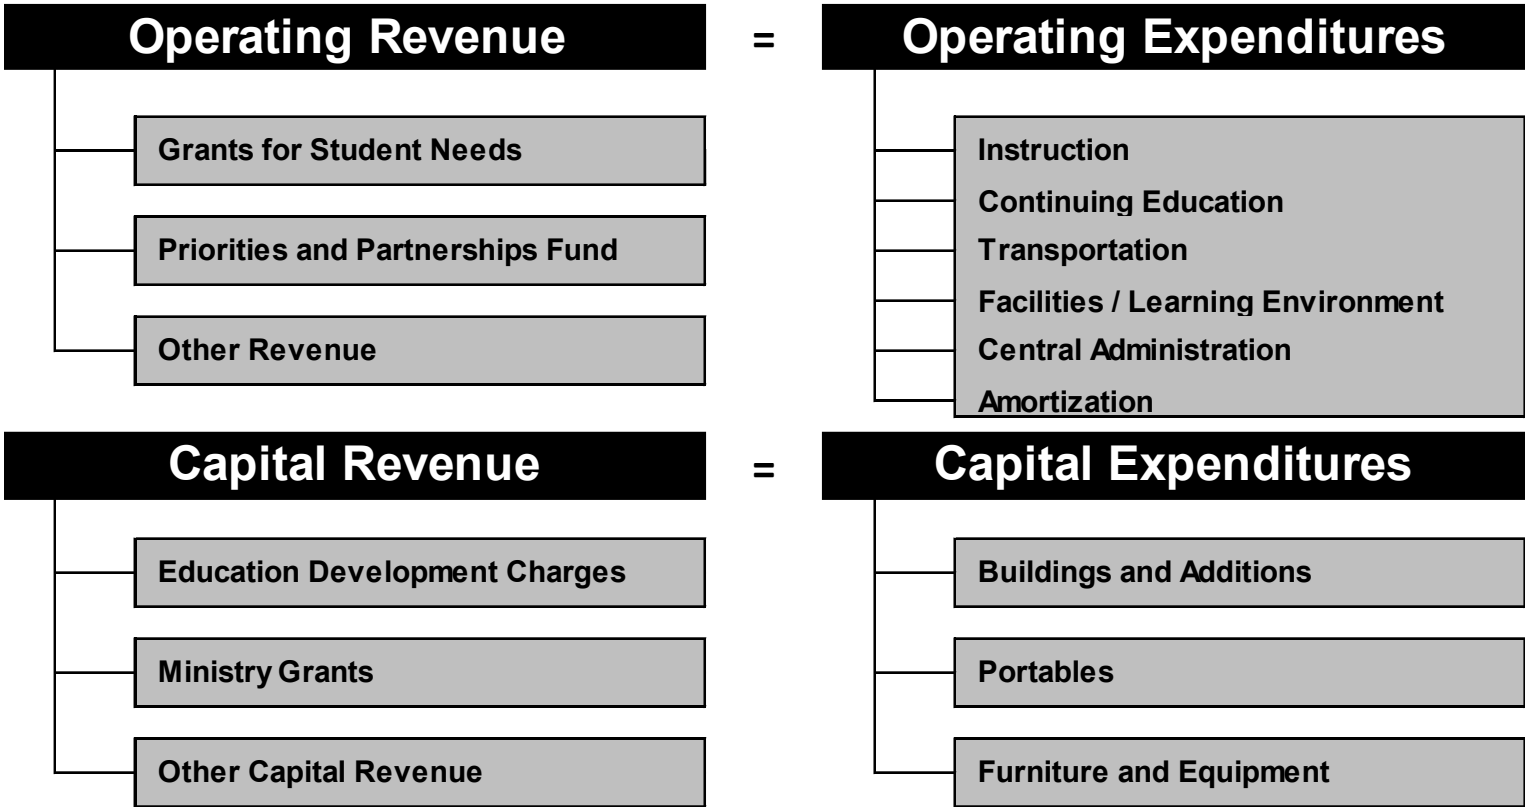 Operating Revenue = Operating Expenditures
Grants for Student Needs
Priorities and Partnerships Fund
Other Revenue
Instruction
Continuing Education
Transportation
Facilities / Learning Environment
Central Administration
Amortization
Capital Revenue = Capital Expenditures
Education Development Charges
Ministry Grants
Other Capital Revenue
Buildings and Additions
Portables
Furniture and Equipment